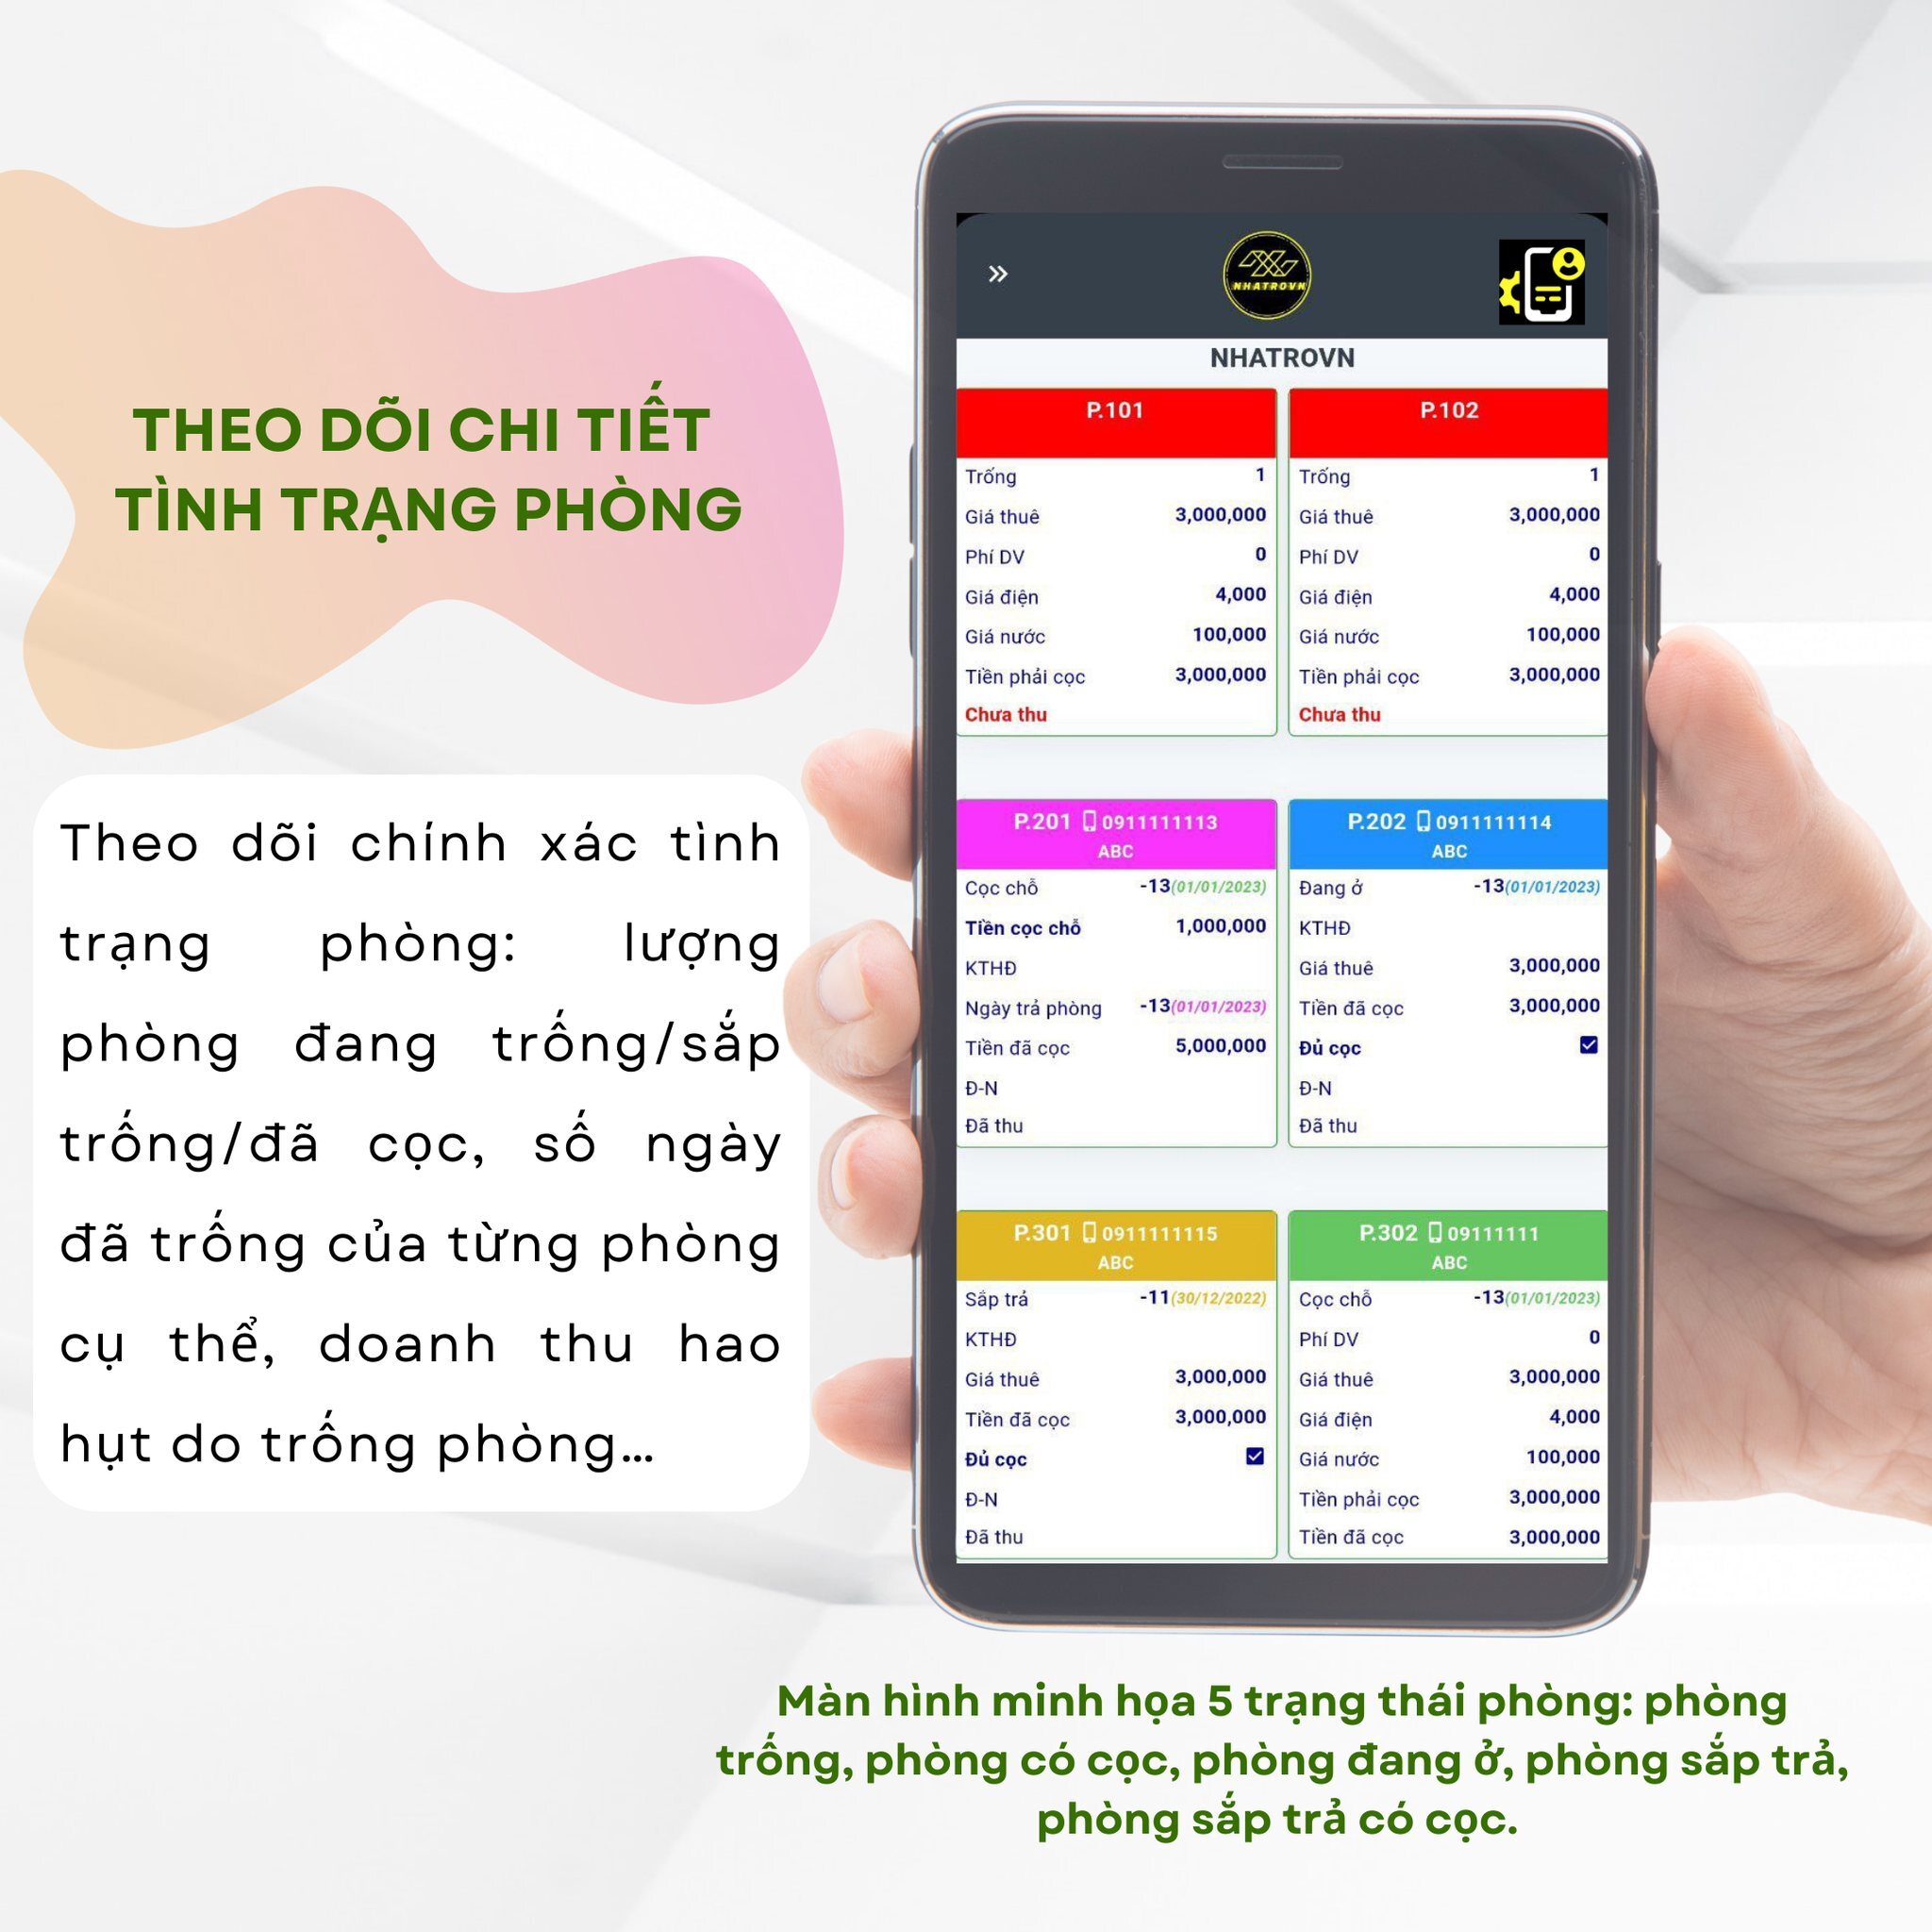 THEO DÕI CHI TIẾT
TÌNH TRẠNG PHÒNG
Theo dõi chính xác tình
trạng phòng: lượng
phòng đang trống/sắp
trống/đã cọc, số ngày
đã trống của từng phòng
cụ thể, doanh thu hao
hụt do trống phòng...
»
NHATROVN
NHATROVN
P.101
Trống 1
Giá thuê 3,000,000
Phí DV 0
Giá điện 4,000
Giá nước 100,000
Tiền phải cọc 3,000,000
Chưa thu
P.102
Trống 1
Giá thuê 3,000,000
Phí DV 0
Giá điện 4,000
Giá nước 100,000
Tiền phải cọc 3,000,000
Chưa thu
P.201 0911111113
ABC
Cọc chỗ -13(01/01/2023)
Tiền cọc chỗ 1,000,000
KTHĐ
Ngày trả phòng -13(01/01/2023)
Tiền đã cọc 5,000,000
Đ-N
Đã thu
P.202 0911111114
ABC
Đang ở -13(01/01/2023)
KTHĐ
Giá thuê 3,000,000
Tiền đã cọc 3,000,000
Đủ cọc
Đ-N
Đã thu
P.301 0911111115
ABC
Sắp trả -11(30/12/2022)
KTHĐ
Giá thuê 3,000,000
Tiền đã cọc 3,000,000
Đủ cọc
Đ-N
Đã thu
P.302 09111111
ABC
Cọc chỗ -13(01/01/2023)
Phí DV 0
Giá thuê 3,000,000
Giá điện 4,000
Giá nước 100,000
Tiền phải cọc 3,000,000
Tiền đã cọc 3,000,000
Màn hình minh họa 5 trạng thái phòng: phòng
trống, phòng có cọc, phòng đang ở, phòng sắp trả,
phòng sắp trả có cọc.